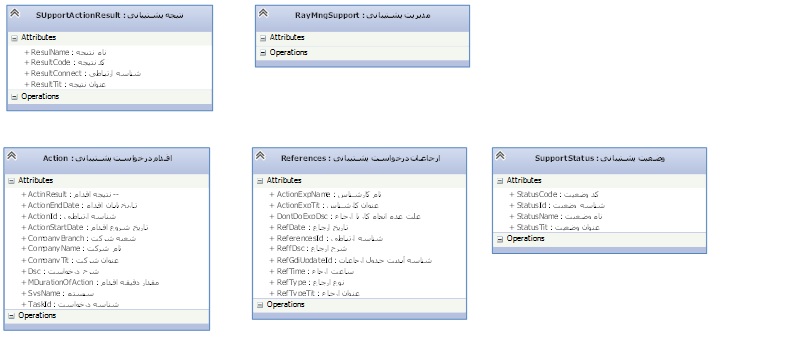 SUpportActionResult : نتیجه پشتیبانی
Attributes
+ ResulName : نام نتیجه
+ ResultCode : کد نتیجه
+ ResultConnect : شناسه ارتباطی
+ ResultTit : عنوان نتیجه
Operations
RayMngSupport : مدیریت پشتیبانی
Attributes
Operations
Action : اقدام درخواست پشتیبانی
Attributes
+ ActinResult : نتیجه اقدام --
+ ActionEndDate : تاریخ پایان اقدام
+ ActionId : شناسه ارتباطی
+ ActionStartDate : تاریخ شروع اقدام
+ CompanyBranch : شعبه شرکت
+ CompanyName : نام شرکت
+ CompanyTit : عنوان شرکت
+ Dsc : شرح درخواست
+ MDurationOfAction : مقدار دقیقه اقدام
+ SysName : سیستم
+ TaskId : شناسه درخواست
Operations
References : ارجاعات درخواست پشتیبانی
Attributes
+ ActionExpName : نام کارشناس
+ ActionExpTit : عنوان کارشناس
+ DontDoExpDsc : علت عدم انجام کار با ارجاع
+ RefDate : تاریخ ارجاع
+ ReferencesId : شناسه ارتباطی
+ ReffDsc : شرح ارجاع
+ RefGdiUpdateId : شناسه آپدیت جدول ارجاعات
+ RefTime : ساعت ارجاع
+ RefType : نوع ارجاع
+ RefTypeTit : عنوان ارجاع
Operations
SupportStatus : وضعیت پشتیبانی
Attributes
+ StatusCode : کد وضعیت
+ StatusId : شناسه وضعیت
+ StatusName : نام وضعیت
+ StatusTit : عنوان وضعیت
Operations